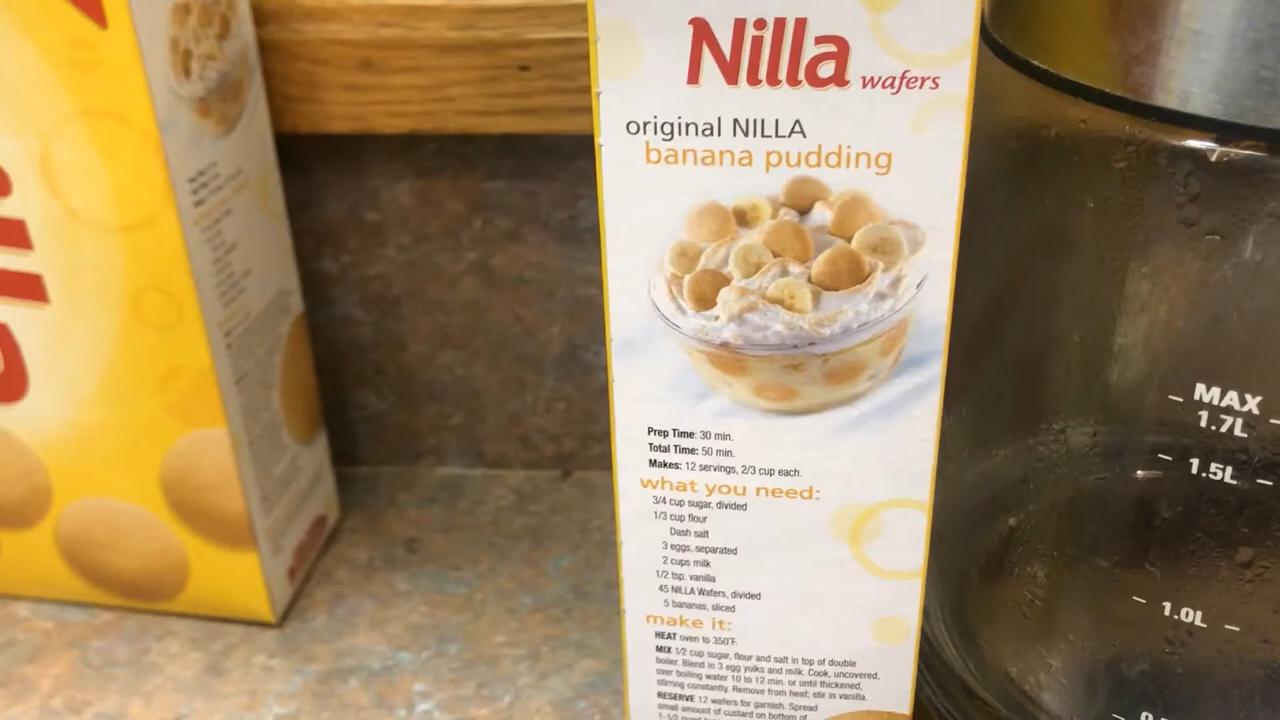 Nilla wafers
original NILLA
banana pudding
Prep Time: 30 min.
Total Time: 50 min.
Makes: 12 servings, 2/3 cup each.
what you need:
3/4 cup sugar, divided
1/3 cup flour
Dash salt
3 eggs, separated
2 cups milk
1/2 tsp. vanilla
45 NILLA Wafers, divided
5 bananas, sliced
make it:
HEAT oven to 350°F.
MIX 1/2 cup sugar, flour and salt in top of double
boiler. Blend in 3 egg yolks and milk. Cook, uncovered,
over boiling water 10 to 12 min. or until thickened,
stirring constantly. Remove from heat; stir in vanilla.
RESERVE 12 wafers for garnish. Spread
small amount of custard on bottom of
MAX
1.7L
1.5L
1.0L